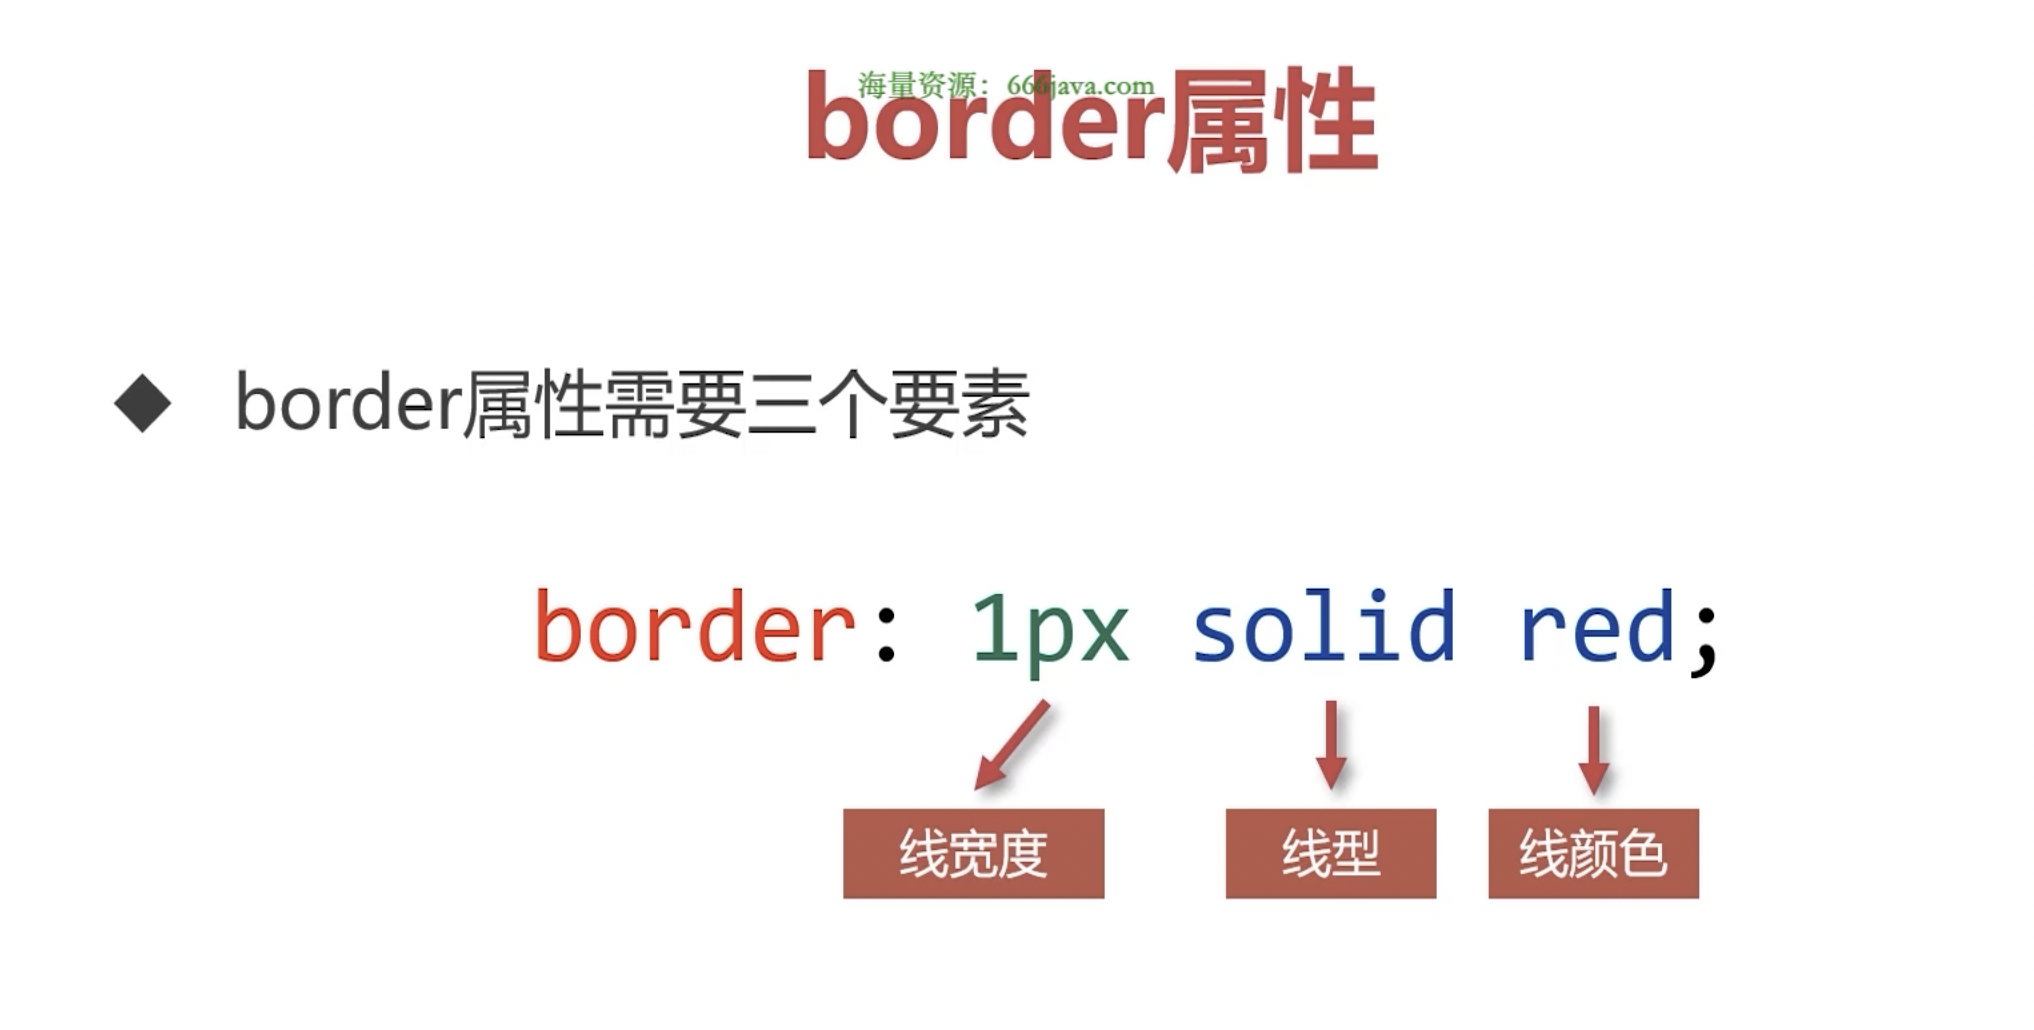 海量资源：666java.com
border属性
◆ border属性需要三个要素
border: 1px solid red;
线宽度 线型 线颜色